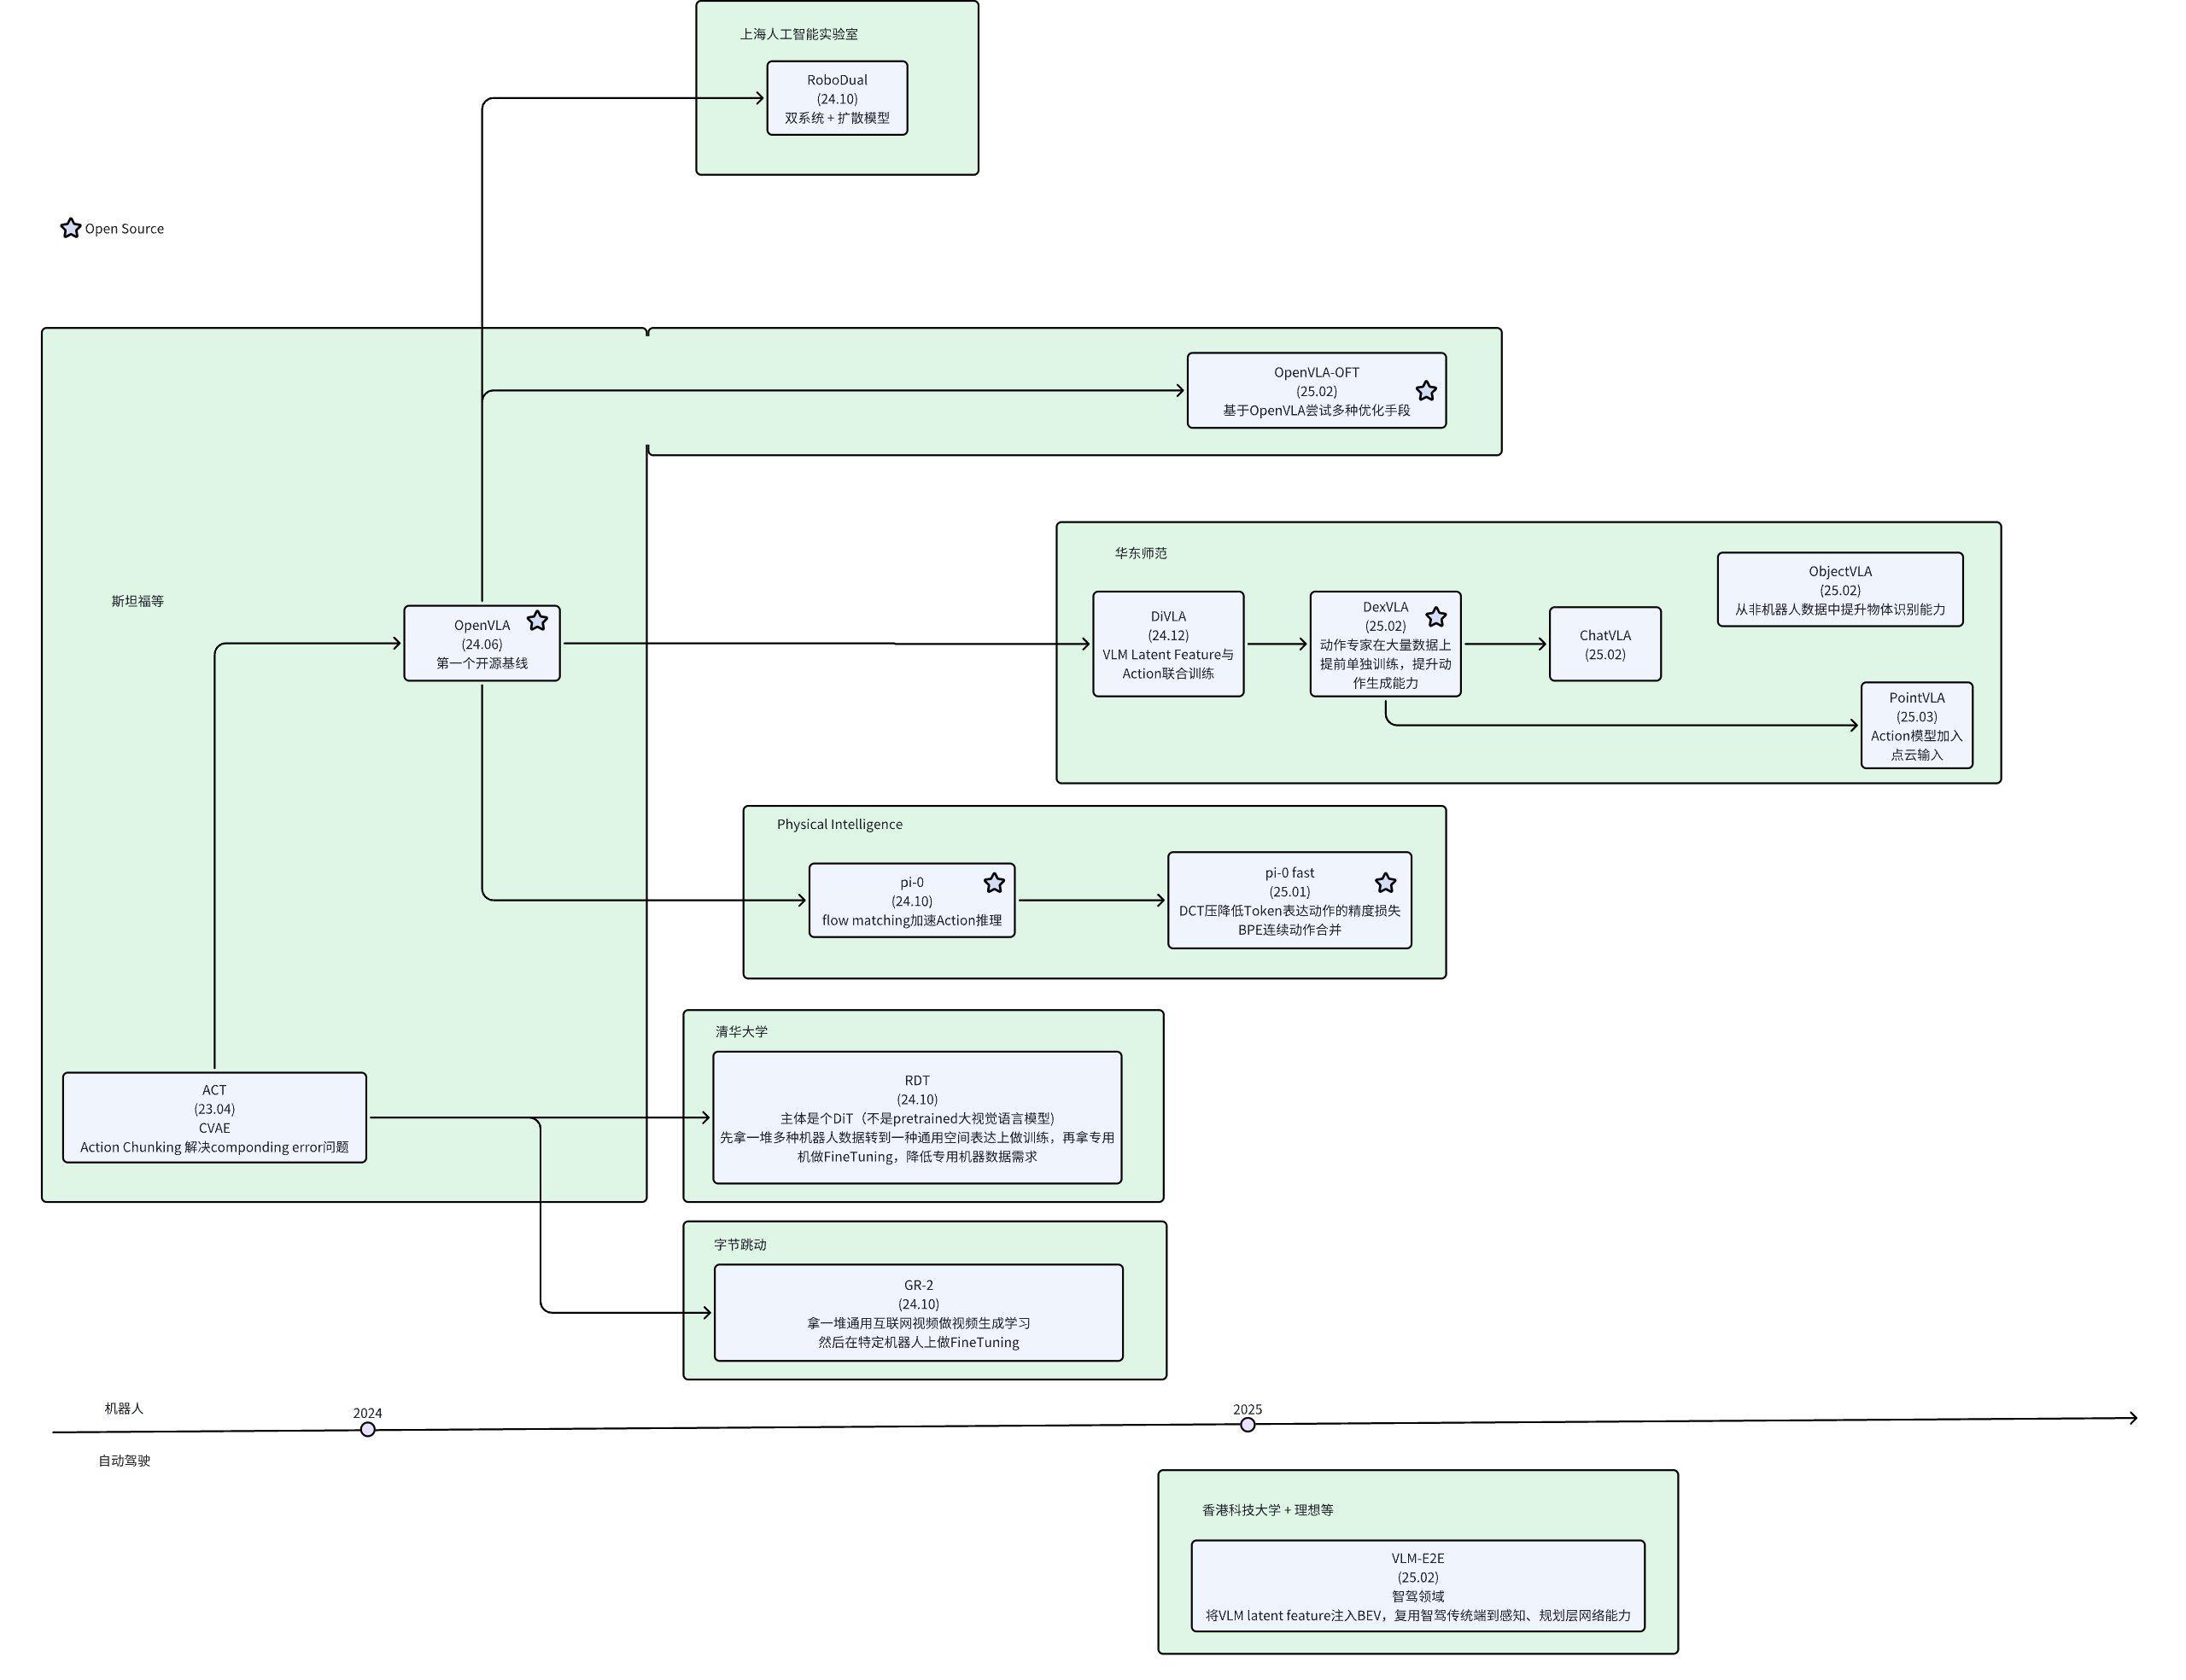 上海人工智能实验室
RoboDual
(24.10)
双系统 + 扩散模型
Open Source
OpenVLA-OFT
(25.02)
基于OpenVLA尝试多种优化手段
斯坦福等
OpenVLA
(24.06)
第一个开源基线
华东师范
DiVLA
(24.12)
VLM Latent Feature与
Action联合训练
DexVLA
(25.02)
动作专家在大量数据上
提前单独训练，提升动
作生成能力
ChatVLA
(25.02)
ObjectVLA
(25.02)
从非机器人数据中提升物体识别能力
PointVLA
(25.03)
Action模型加入
点云输入
Physical Intelligence
pi-0
(24.10)
flow matching加速Action推理
pi-0 fast
(25.01)
DCT压降低Token表达动作的精度损失
BPE连续动作合并
ACT
(23.04)
CVAE
Action Chunking 解决componding error问题
清华大学
RDT
(24.10)
主体是个DiT（不是pretrained大视觉语言模型)
先拿一堆多种机器人数据转到一种通用空间表达上做训练，再拿专用
机做FineTuning，降低专用机器数据需求
字节跳动
GR-2
(24.10)
拿一堆通用互联网视频做视频生成学习
然后在特定机器人上做FineTuning
机器人
2024
2025
自动驾驶
香港科技大学 + 理想等
VLM-E2E
(25.02)
智驾领域
将VLM latent feature注入BEV，复用智驾传统端到感知、规划层网络能力